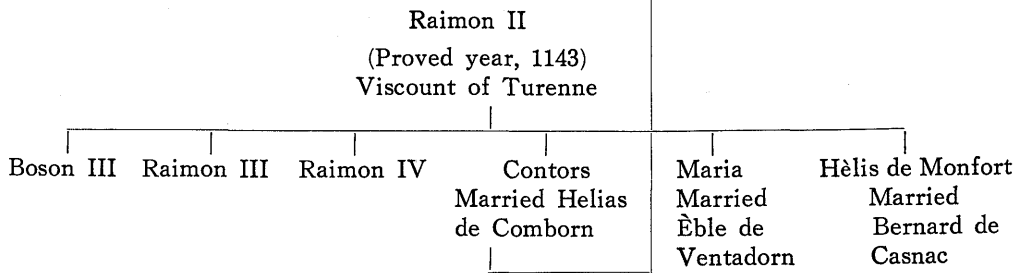 Raimon II
(Proved year, 1143)
Viscount of Turenne
Boson III Raimon III Raimon IV Contors Maria Hèlis de Monfort
Married Helias Married Married
de Comborn Èble de Bernard de
Ventadorn Casnac